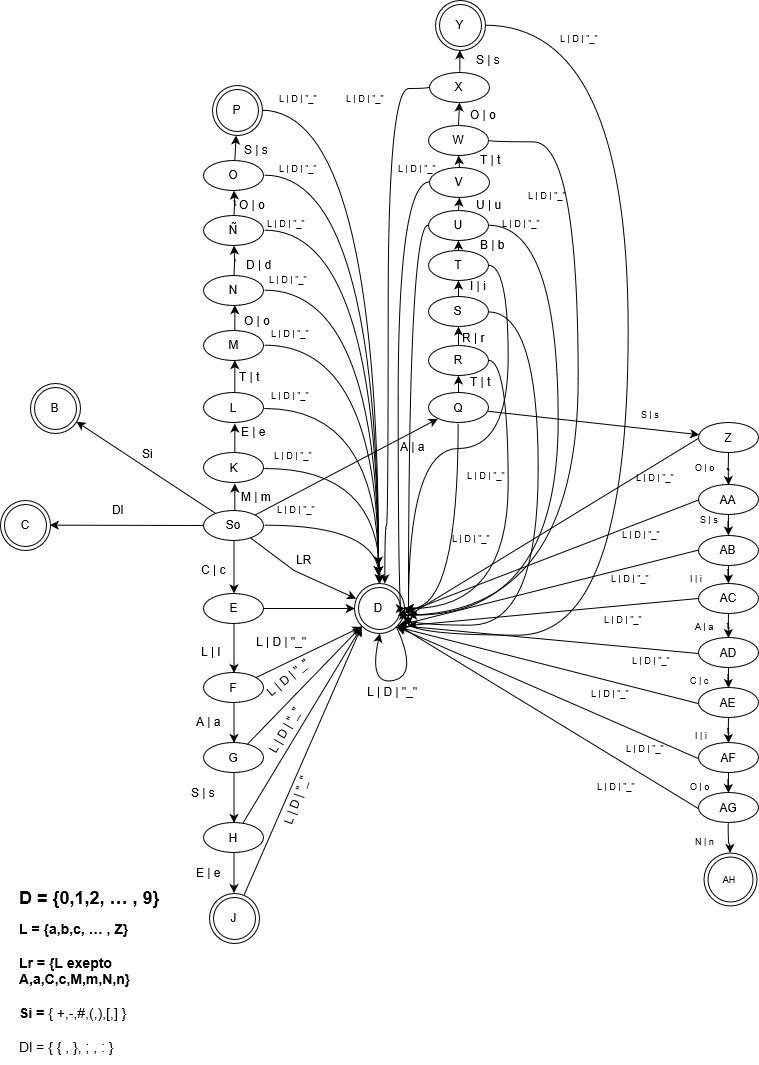 Y
L | D | "_"
S | s
X
L | D | "_"
L | D | "_"
P
O | o
W
S | s
T | t
O
L | D | "_"
L | D | "_"
V
L | D | "_"
O | o
U | u
Ñ
L | D | "_"
U
L | D | "_"
B | b
D | d
T
N
L | D | "_"
I | i
S
O | o
M
L | D | "_"
R | r
R
T | t
T | t
L
L | D | "_"
Q
B
S | s
E | e
Z
Si
A | a
K
L | D | "_"
O | o
L | D | "_"
L | D | "_"
M | m
AA
C
DI
So
L | D | "_"
S | s
L | D | "_"
L | D | "_"
AB
LR
C | c
I | i
L | D | "_"
AC
E
D
L | D | "_"
A | a
L | I
L | D | "_"
AD
L | D | "_"
L | D | "_"
C | c
F
L | D | "_"
L | D | "_"
AE
A | a
L | D | "_"
I | i
L | D | "_"
G
AF
S | s
L | D | "_"
O | o
L | D | "_"
AG
H
N | n
E | e
AH
J
D = {0,1,2, ... , 9}
L = {a,b,c, ... , Z}
Lr = {L exepto
A,a,C,c,M,m,N,n}
Si = { +,-,#,(,),[,] }
DI = { { , }, ; , : }